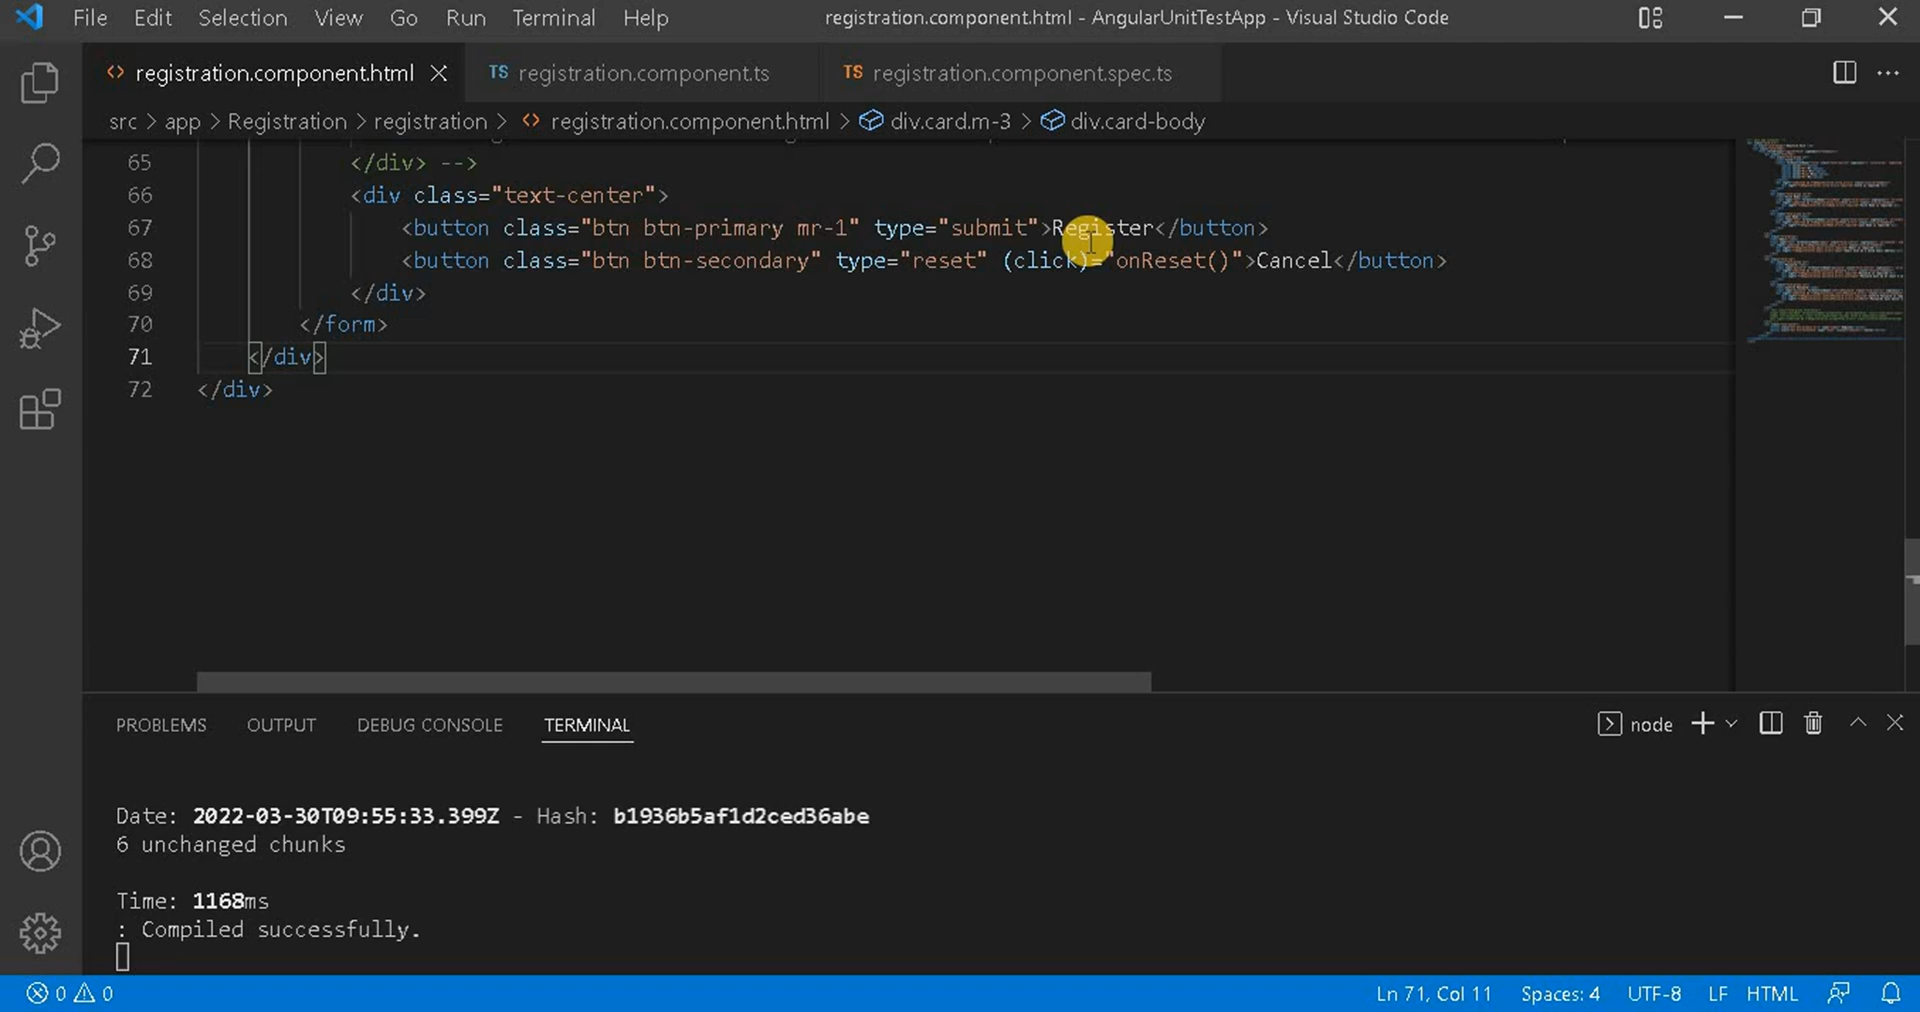 File Edit Selection View Go Run Terminal Help registration.component.html - AngularUnitTestApp - Visual Studio Code
registration.component.html TS registration.component.ts TS registration.component.spec.ts
src > app > Registration > registration > registration.component.html > div.card.m-3 > div.card-body
65 </div> -->
66 <div class="text-center">
67 <button class="btn btn-primary mr-1" type="submit">Register</button>
68 <button class="btn btn-secondary" type="reset" (click)="onReset()">Cancel</button>
69 </div>
70 </form>
71 </div>
72 </div>
PROBLEMS OUTPUT DEBUG CONSOLE TERMINAL node
Date: 2022-03-30T09:55:33.399Z - Hash: b1936b5af1d2ced36abe
6 unchanged chunks
Time: 1168ms
: Compiled successfully.
0 0 Ln 71, Col 11 Spaces: 4 UTF-8 LF HTML